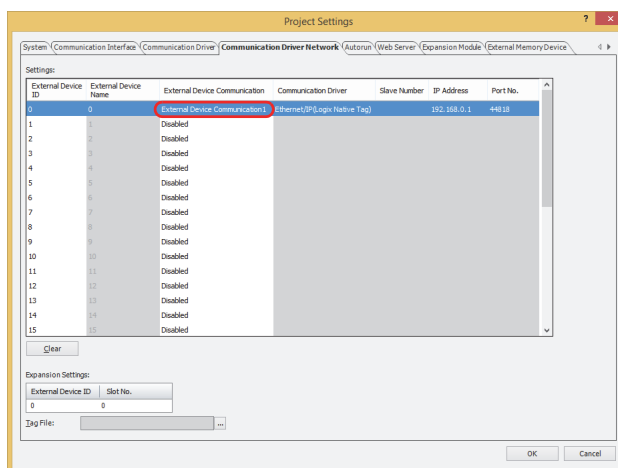 Project Settings
? ×
System Communication Interface Communication Driver Communication Driver Network Autorun Web Server Expansion Module External Memory Device
Settings:
External Device ID External Device Name External Device Communication Communication Driver Slave Number IP Address Port No.
0 0 External Device Communication1 Ethernet/IP(Logix Native Tag) 192.168.0.1 44818
1 1 Disabled
2 2 Disabled
3 3 Disabled
4 4 Disabled
5 5 Disabled
6 6 Disabled
7 7 Disabled
8 8 Disabled
9 9 Disabled
10 10 Disabled
11 11 Disabled
12 12 Disabled
13 13 Disabled
14 14 Disabled
15 15 Disabled
Clear
Expansion Settings:
External Device ID Slot No.
0 0
Tag File: ...
OK Cancel